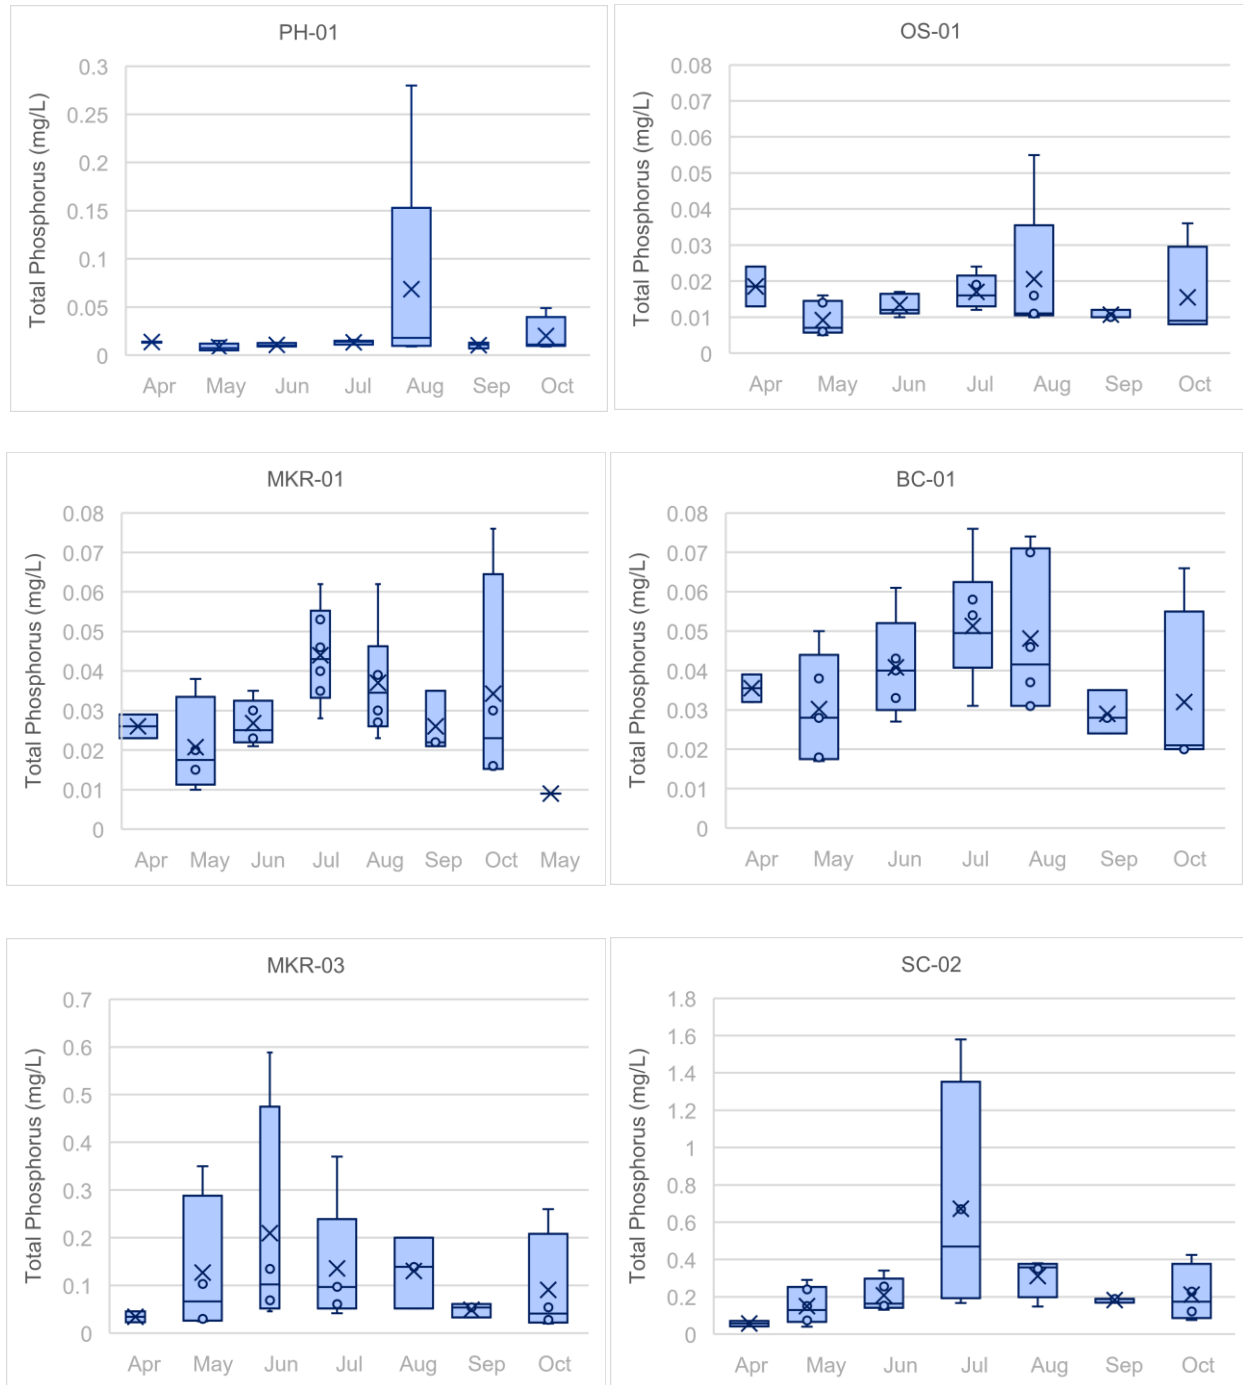 PH-01
Total Phosphorus (mg/L)
0.3
0.25
0.2
0.15
0.1
0.05
0
Apr May Jun Jul Aug Sep Oct
OS-01
Total Phosphorus (mg/L)
0.08
0.07
0.06
0.05
0.04
0.03
0.02
0.01
0
Apr May Jun Jul Aug Sep Oct
MKR-01
Total Phosphorus (mg/L)
0.08
0.07
0.06
0.05
0.04
0.03
0.02
0.01
0
Apr May Jun Jul Aug Sep Oct May
BC-01
Total Phosphorus (mg/L)
0.08
0.07
0.06
0.05
0.04
0.03
0.02
0.01
0
Apr May Jun Jul Aug Sep Oct
MKR-03
Total Phosphorus (mg/L)
0.7
0.6
0.5
0.4
0.3
0.2
0.1
0
Apr May Jun Jul Aug Sep Oct
SC-02
Total Phosphorus (mg/L)
1.8
1.6
1.4
1.2
1
0.8
0.6
0.4
0.2
0
Apr May Jun Jul Aug Sep Oct